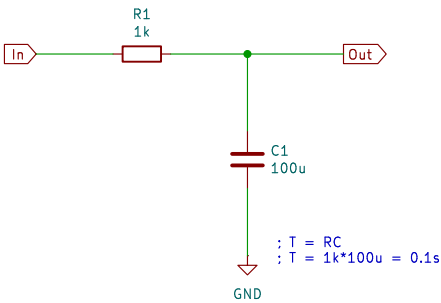 R1
1k
In
Out
C1
100u
; T = RC
; T = 1k*100u = 0.1s
GND